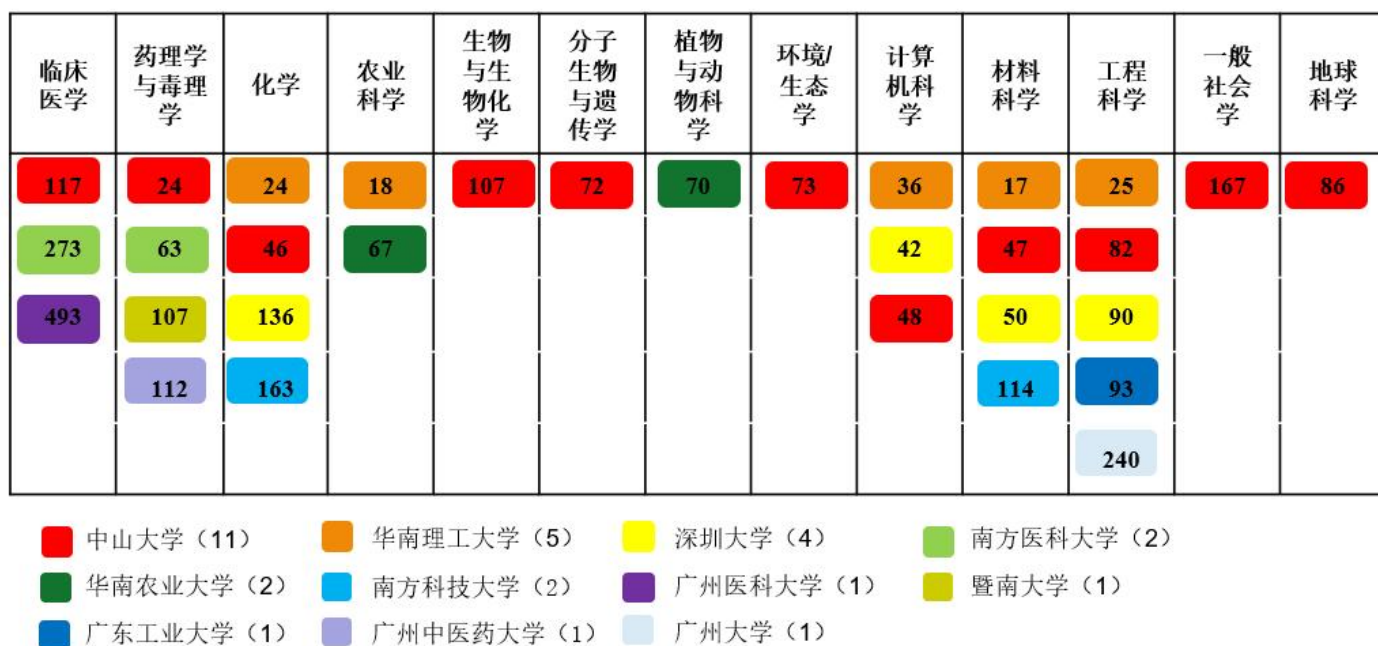 临床
医学
药理学
与毒理
学
化学
农业
科学
生物
与生
物化
学
分子
生物
与遗
传学
植物
与动
物科
学
环境/
生态
学
计算
机科
学
材料
科学
工程
科学
一般
社会
学
地球
科学
117 24 24 18 107 72 70 73 36 17 25 167 86
273 63 46 67 42 47 82
493 107 136 48 50 90
112 163 114 93
240
中山大学（11） 华南理工大学（5） 深圳大学（4） 南方医科大学（2）
华南农业大学（2） 南方科技大学（2） 广州医科大学（1） 暨南大学（1）
广东工业大学（1） 广州中医药大学（1） 广州大学（1）